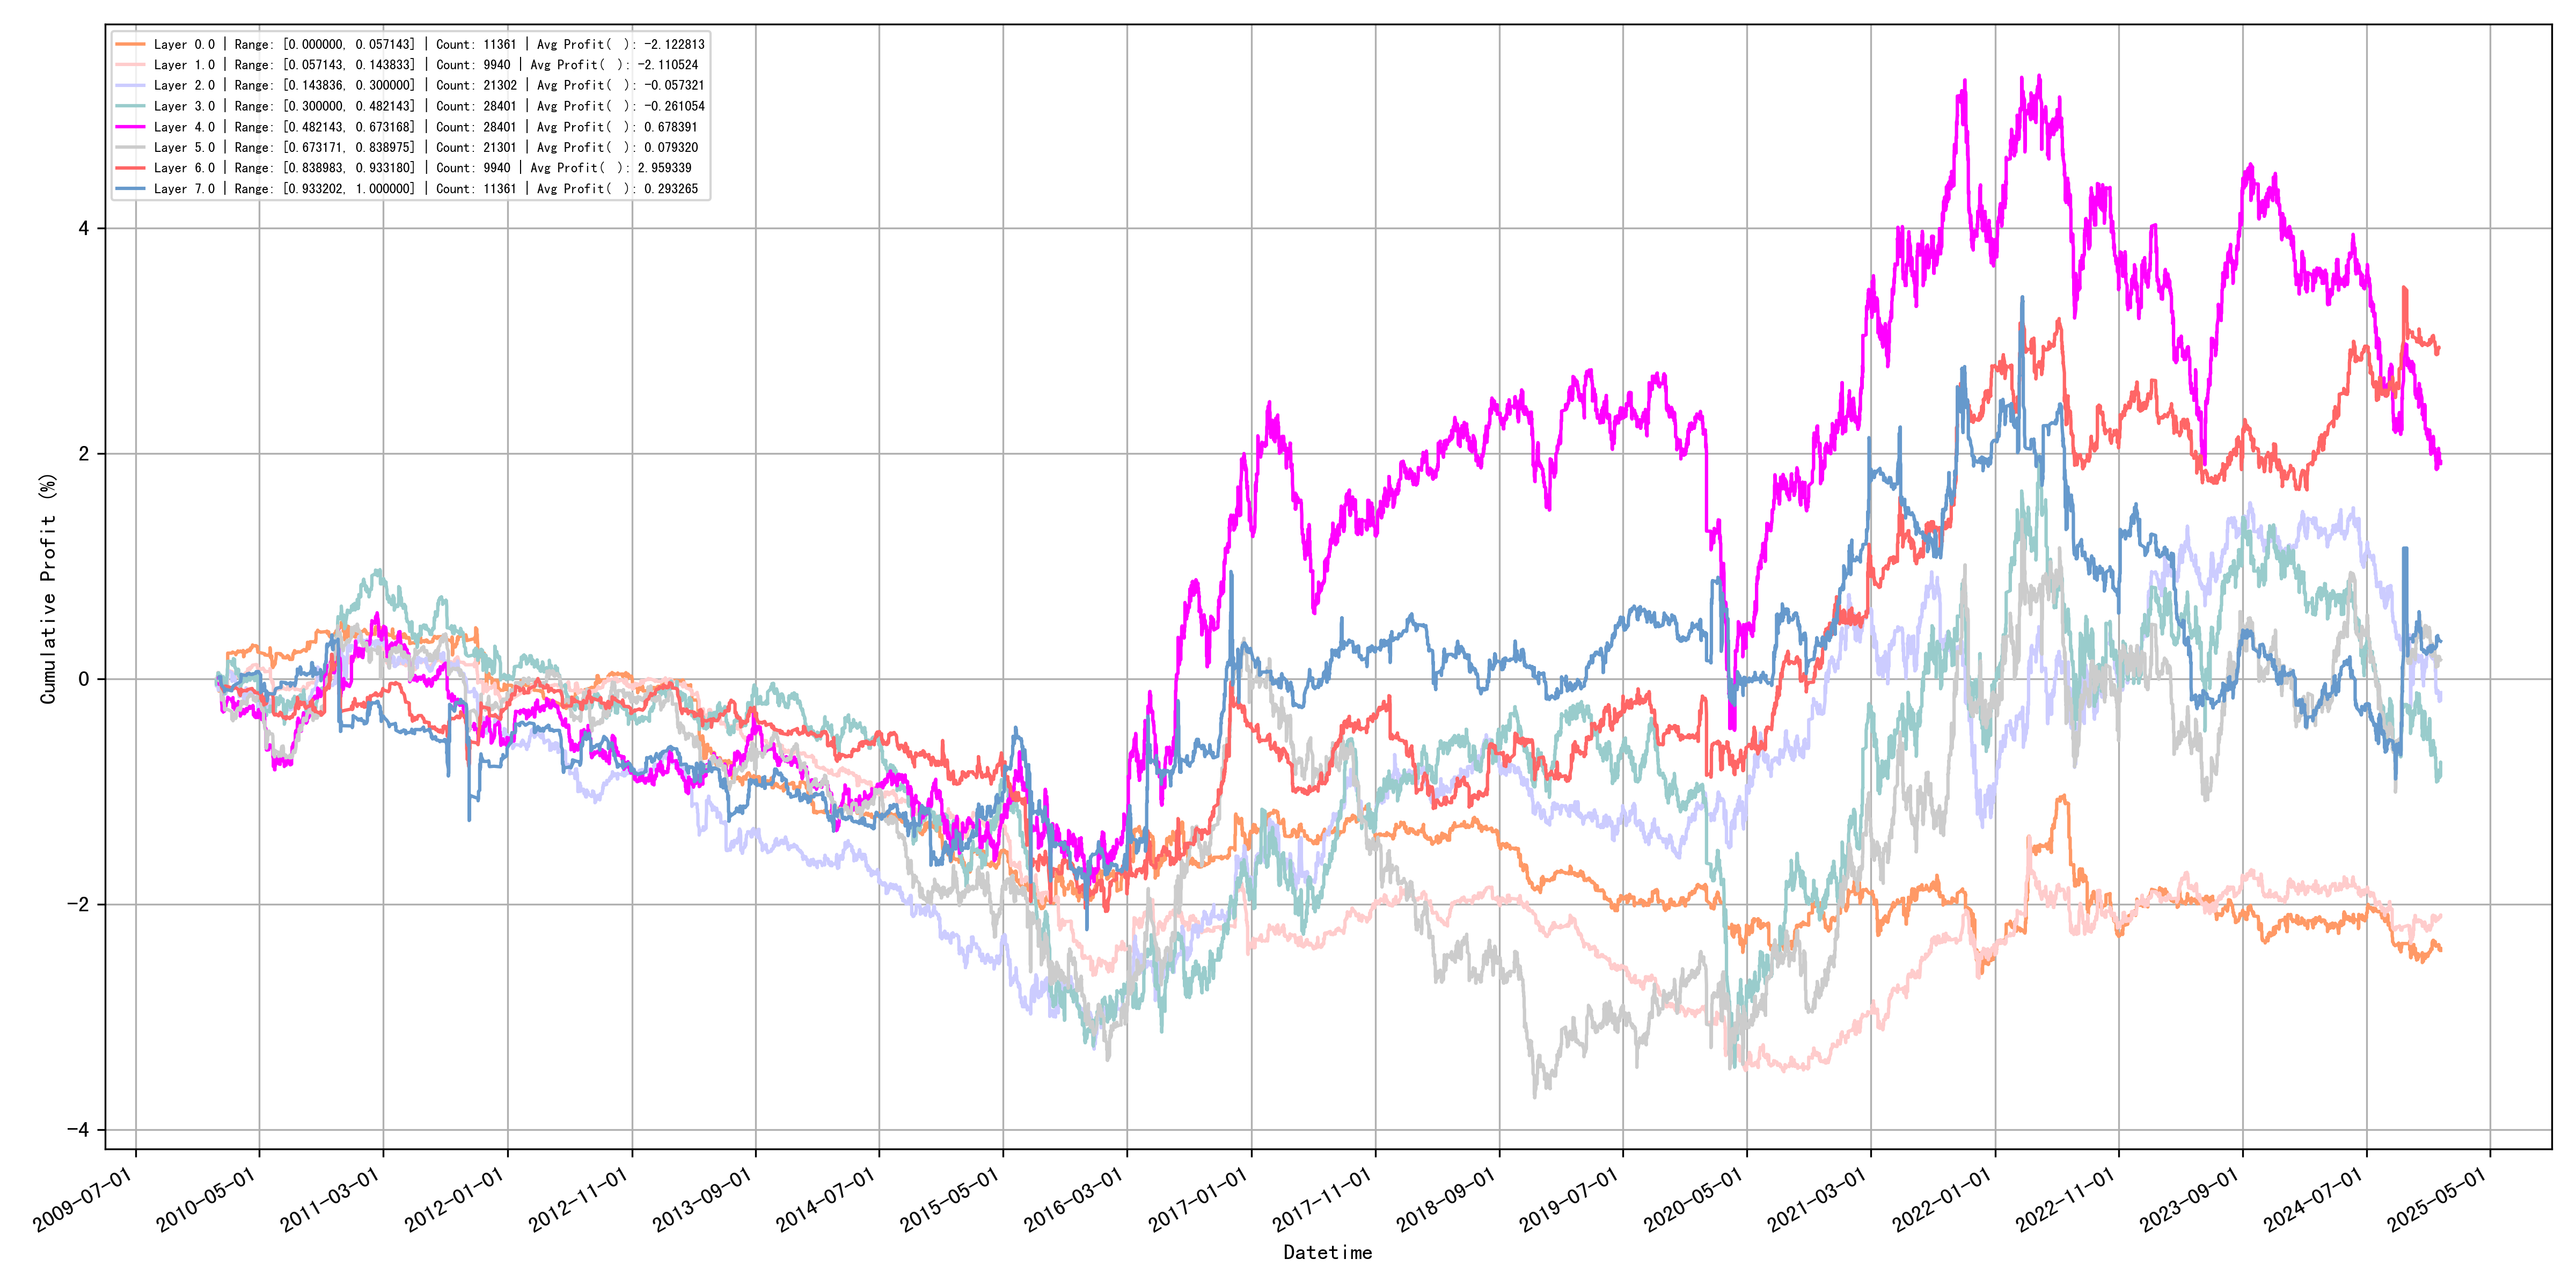 Layer 0.0 | Range: [0.000000, 0.057143] | Count: 11361 | Avg Profit( ): -2.122813
Layer 1.0 | Range: [0.057143, 0.143833] | Count: 9940 | Avg Profit( ): -2.110524
Layer 2.0 | Range: [0.143836, 0.300000] | Count: 21302 | Avg Profit( ): -0.057321
Layer 3.0 | Range: [0.300000, 0.482143] | Count: 28401 | Avg Profit( ): -0.261054
Layer 4.0 | Range: [0.482143, 0.673168] | Count: 28401 | Avg Profit( ): 0.678391
Layer 5.0 | Range: [0.673171, 0.838975] | Count: 21301 | Avg Profit( ): 0.079320
Layer 6.0 | Range: [0.838983, 0.933180] | Count: 9940 | Avg Profit( ): 2.959339
Layer 7.0 | Range: [0.933202, 1.000000] | Count: 11361 | Avg Profit( ): 0.293265
Cumulative Profit (%)
4
2
0
−2
−4
2009-07-01
2010-05-01
2011-03-01
2012-01-01
2012-11-01
2013-09-01
2014-07-01
2015-05-01
2016-03-01
2017-01-01
2017-11-01
2018-09-01
2019-07-01
2020-05-01
2021-03-01
2022-01-01
2022-11-01
2023-09-01
2024-07-01
2025-05-01
Datetime